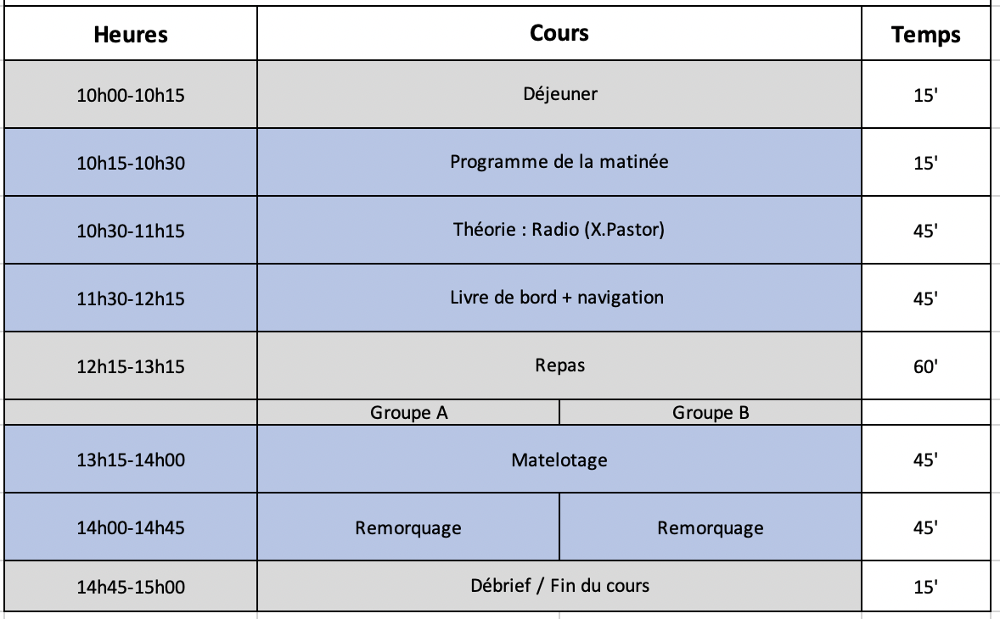 Heures Cours Temps
10h00-10h15 Déjeuner 15'
10h15-10h30 Programme de la matinée 15'
10h30-11h15 Théorie : Radio (X.Pastor) 45'
11h30-12h15 Livre de bord + navigation 45'
12h15-13h15 Repas 60'
Groupe A Groupe B
13h15-14h00 Matelotage 45'
14h00-14h45 Remorquage Remorquage 45'
14h45-15h00 Débrief / Fin du cours 15'